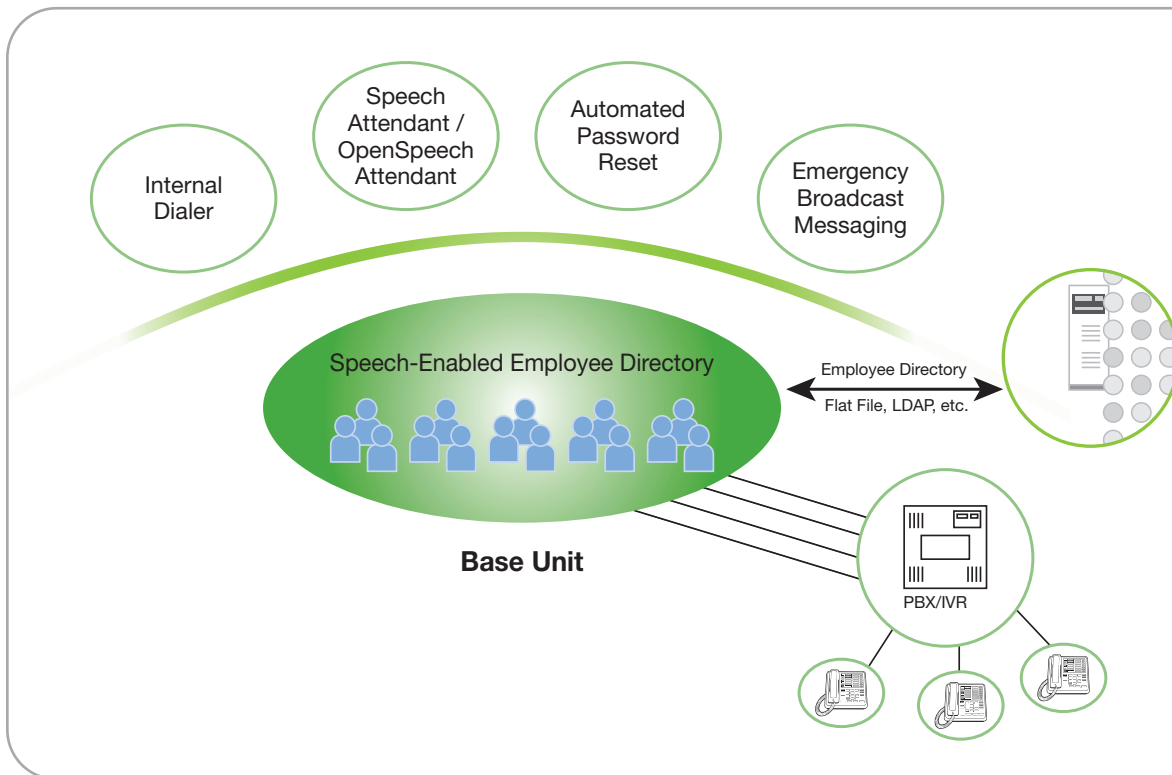 Internal
Dialer
Speech
Attendant /
OpenSpeech
Attendant
Automated
Password
Reset
Emergency
Broadcast
Messaging
Speech-Enabled Employee Directory
Employee Directory
Flat File, LDAP, etc.
Base Unit
PBX/IVR